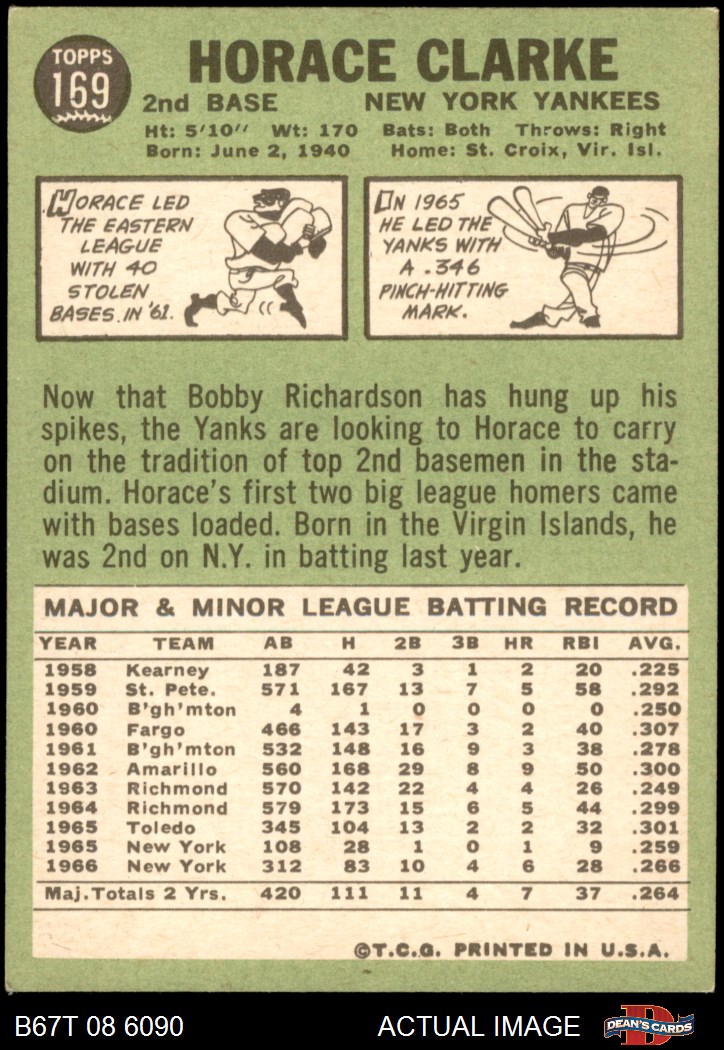 TOPPS
169
HORACE CLARKE
2nd BASE NEW YORK YANKEES
Ht: 5'10" Wt: 170 Bats: Both Throws: Right
Born: June 2, 1940 Home: St. Croix, Vir. Isl.
HORACE LED
THE EASTERN
LEAGUE
WITH 40
STOLEN
BASES IN '61.
IN 1965
HE LED THE
YANKS WITH
A .346
PINCH-HITTING
MARK.
Now that Bobby Richardson has hung up his
spikes, the Yanks are looking to Horace to carry
on the tradition of top 2nd basemen in the sta-
dium. Horace's first two big league homers came
with bases loaded. Born in the Virgin Islands, he
was 2nd on N.Y. in batting last year.
MAJOR & MINOR LEAGUE BATTING RECORD
YEAR TEAM AB H 2B 3B HR RBI AVG.
1958 Kearney 187 42 3 1 2 20 .225
1959 St. Pete. 571 167 13 7 5 58 .292
1960 B'gh'mton 4 1 0 0 0 0 .250
1960 Fargo 466 143 17 3 2 40 .307
1961 B'gh'mton 532 148 16 9 3 38 .278
1962 Amarillo 560 168 29 8 9 50 .300
1963 Richmond 570 142 22 4 4 26 .249
1964 Richmond 579 173 15 6 5 44 .299
1965 Toledo 345 104 13 2 2 32 .301
1965 New York 108 28 1 0 1 9 .259
1966 New York 312 83 10 4 6 28 .266
Maj. Totals 2 Yrs. 420 111 11 4 7 37 .264
©T.C.G. PRINTED IN U.S.A.
B67T 08 6090 ACTUAL IMAGE D DEAN'S CARDS